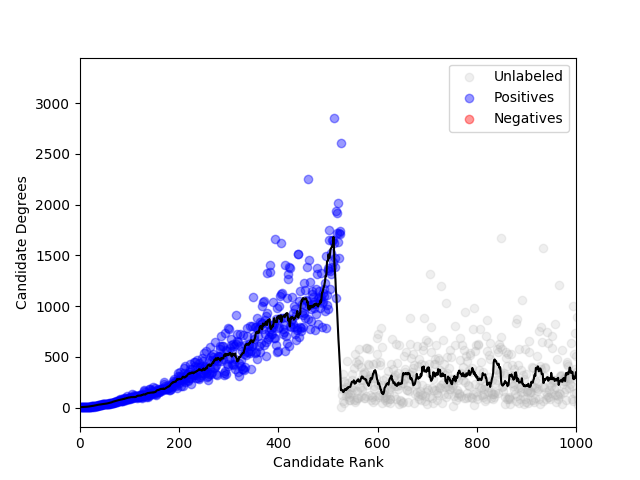 Unlabeled
Positives
Negatives
3000
2500
2000
1500
1000
500
0
Candidate Degrees
0 200 400 600 800 1000
Candidate Rank